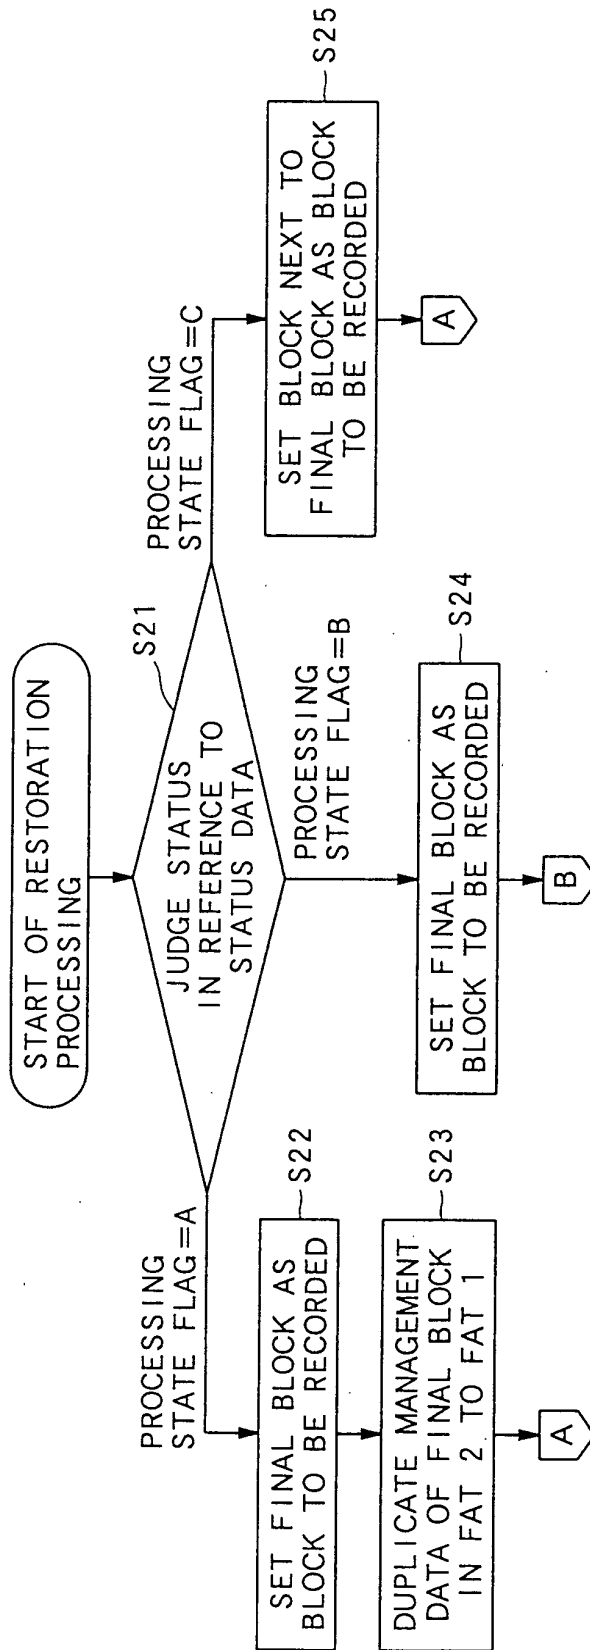 START OF RESTORATION
PROCESSING
S21
JUDGE STATUS
IN REFERENCE TO
STATUS DATA
PROCESSING
STATE FLAG=A
PROCESSING
STATE FLAG=B
PROCESSING
STATE FLAG=C
S22
SET FINAL BLOCK AS
BLOCK TO BE RECORDED
S23
DUPLICATE MANAGEMENT
DATA OF FINAL BLOCK
IN FAT 2 TO FAT 1
A
S24
SET FINAL BLOCK AS
BLOCK TO BE RECORDED
B
S25
SET BLOCK NEXT TO
FINAL BLOCK AS BLOCK
TO BE RECORDED
A